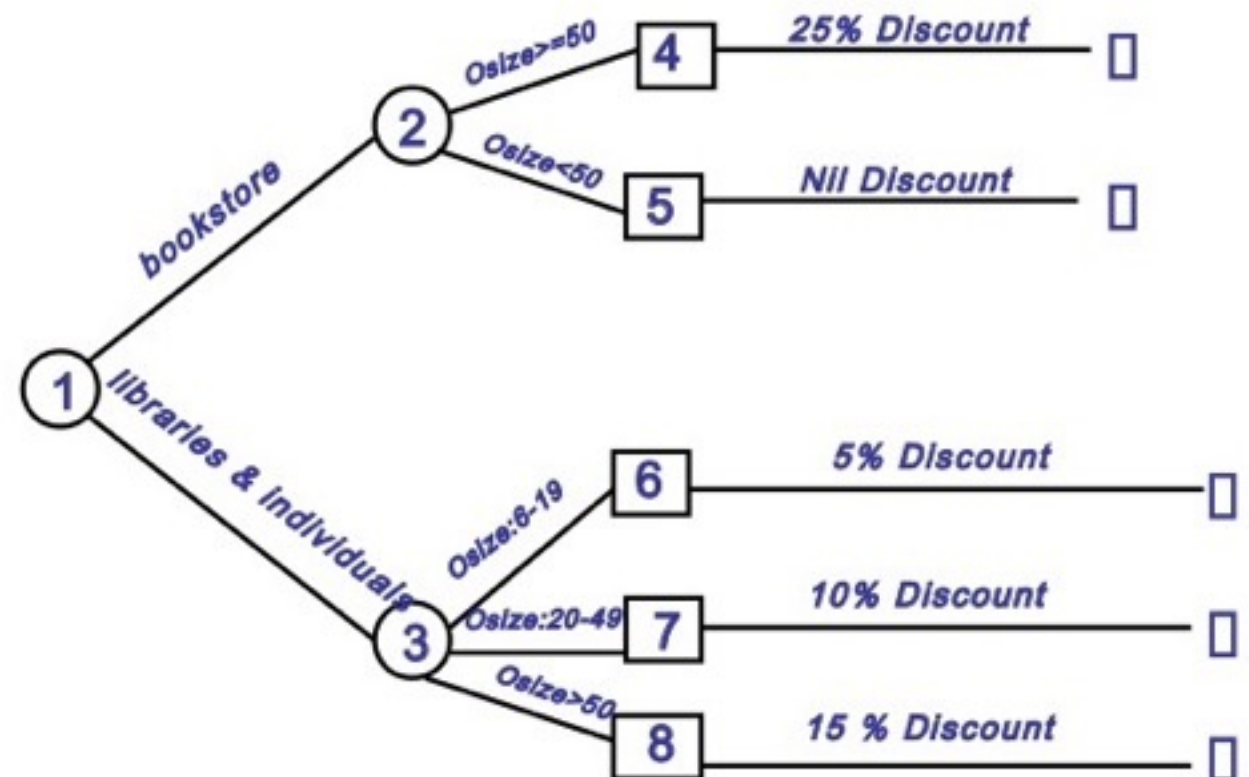 Osize>=50
4
25% Discount
2
Osize<50
5
Nil Discount
bookstore
1
libraries & individuals
Osize:6-19
6
5% Discount
3
Osize:20-49
7
10% Discount
Osize>50
8
15 % Discount